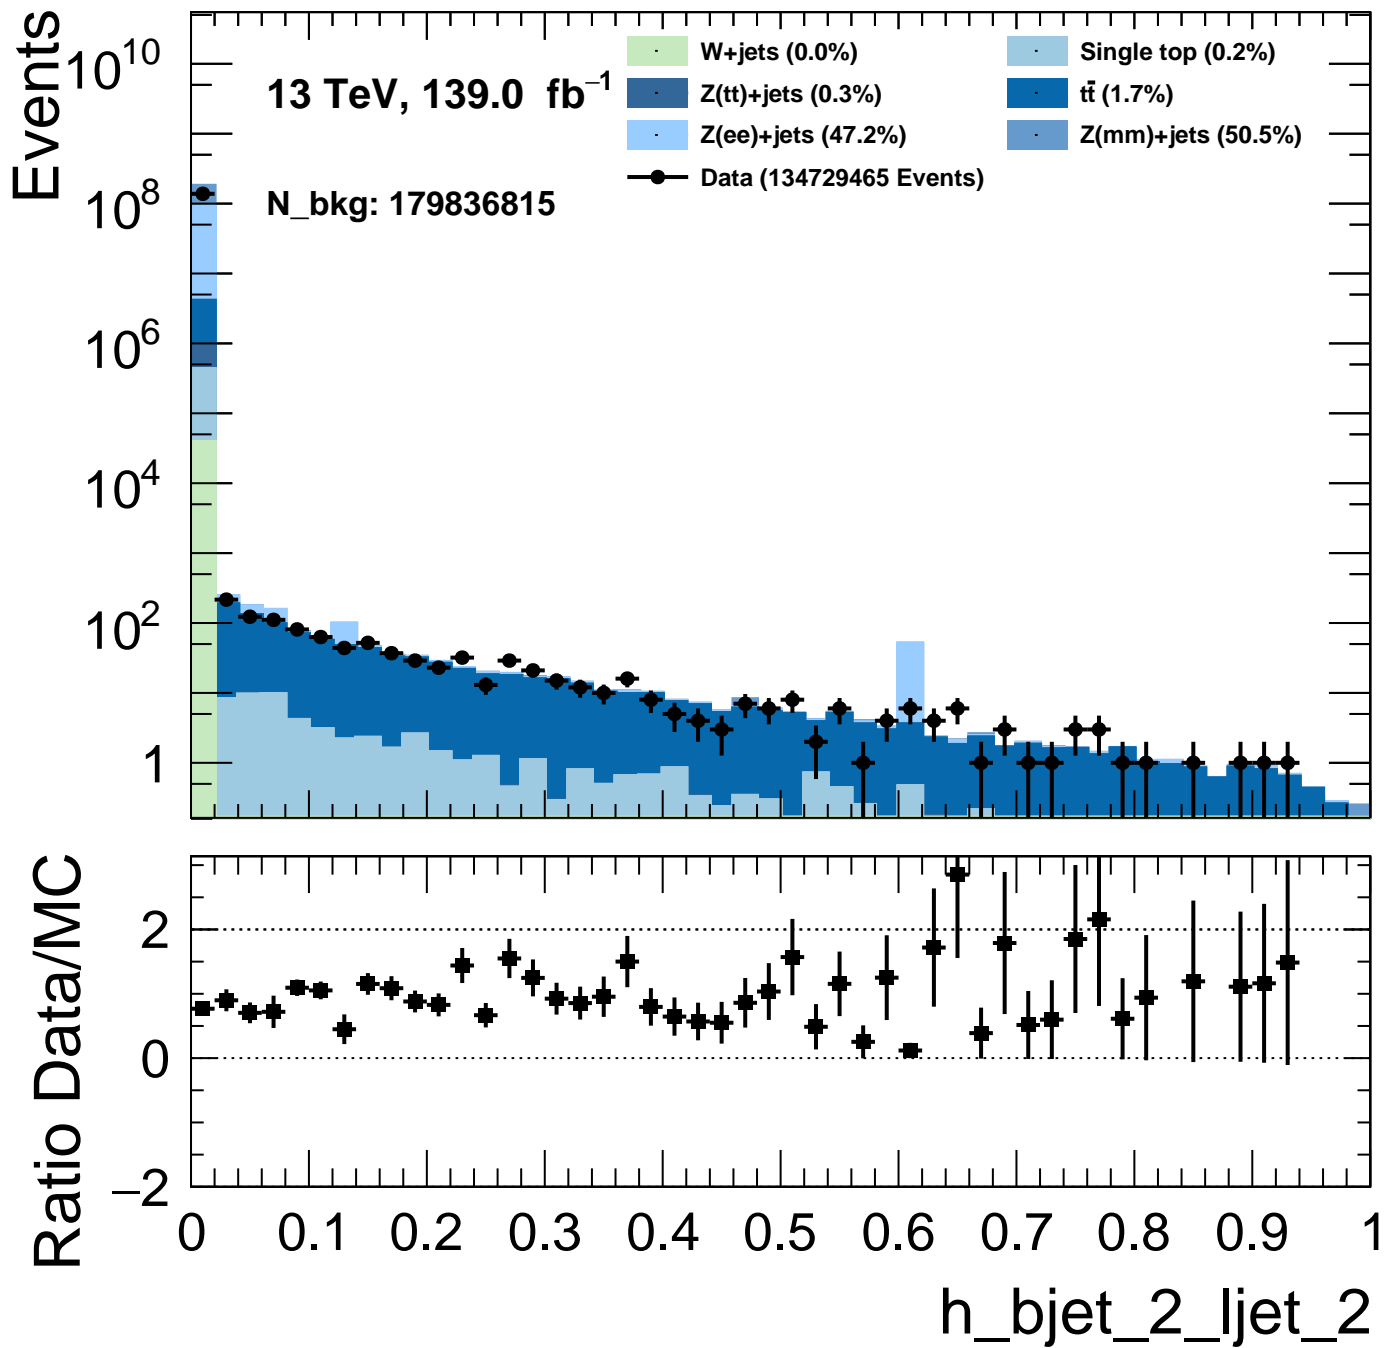 Events
10^10
10^8
10^6
10^4
10^2
1
13 TeV, 139.0 fb^−1
N_bkg: 179836815
W+jets (0.0%)
Single top (0.2%)
Z(tt)+jets (0.3%)
tt̄ (1.7%)
Z(ee)+jets (47.2%)
Z(mm)+jets (50.5%)
Data (134729465 Events)
Ratio Data/MC
2
0
−2
0 0.1 0.2 0.3 0.4 0.5 0.6 0.7 0.8 0.9 1
h_bjet_2_ljet_2